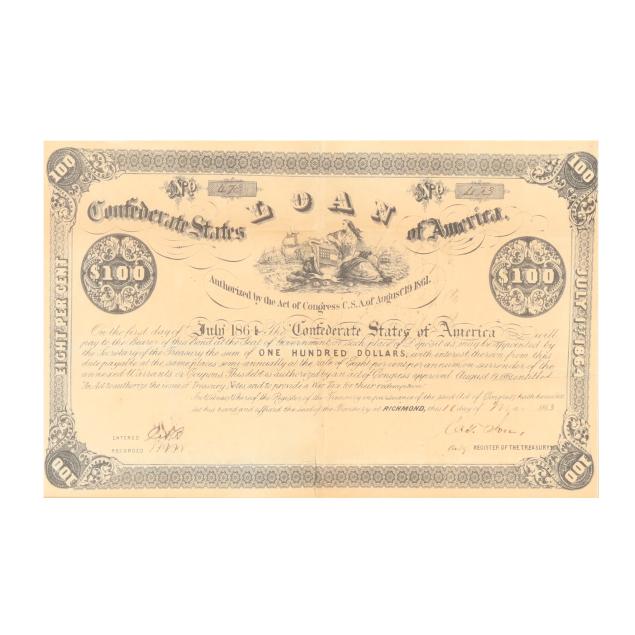 100
100
No 473
No 473
Confederate States LOAN of America.
$100
$100
Authorized by the Act of Congress C.S.A. of August 19 1861.
EIGHT PER CENT
JULY 1st 1864
On the first day of July 1864 the Confederate States of America will
pay to the Bearer of this Bond at the Seat of Government or such place of Deposit as may be appointed by
the Secretary of the Treasury the sum of ONE HUNDRED DOLLARS, with interest thereon from this
date payable at the same place semi annually at the rate of Eight per cent per annum on surrender of the
annexed Warrants or Coupons. This debt is authorized by an act of Congress approved August 19 1861 entitled
An Act to authorize the issue of Treasury Notes and to provide a War Tax for their redemption
In witness whereof the Register of the Treasury in pursuance of the said Act of Congress, hath hereunto
set his hand and affixed the seal of the Treasury at RICHMOND, this day of 1863
ENTERED
RECORDED
REGISTER OF THE TREASURY
100
100